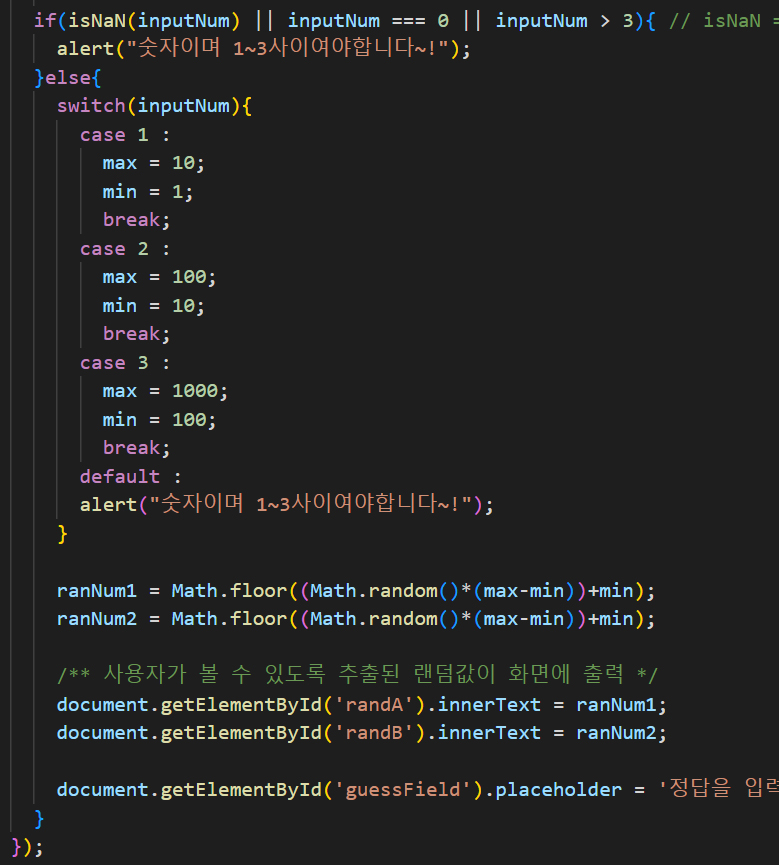 if(isNaN(inputNum) || inputNum === 0 || inputNum > 3){ // isNaN =
alert("숫자이며 1~3사이여야합니다~!");
}else{
switch(inputNum){
case 1 :
max = 10;
min = 1;
break;
case 2 :
max = 100;
min = 10;
break;
case 3 :
max = 1000;
min = 100;
break;
default :
alert("숫자이며 1~3사이여야합니다~!");
}
ranNum1 = Math.floor((Math.random()*(max-min))+min);
ranNum2 = Math.floor((Math.random()*(max-min))+min);
/** 사용자가 볼 수 있도록 추출된 랜덤값이 화면에 출력 */
document.getElementById('randA').innerText = ranNum1;
document.getElementById('randB').innerText = ranNum2;
document.getElementById('guessField').placeholder = '정답을 입력
}
});